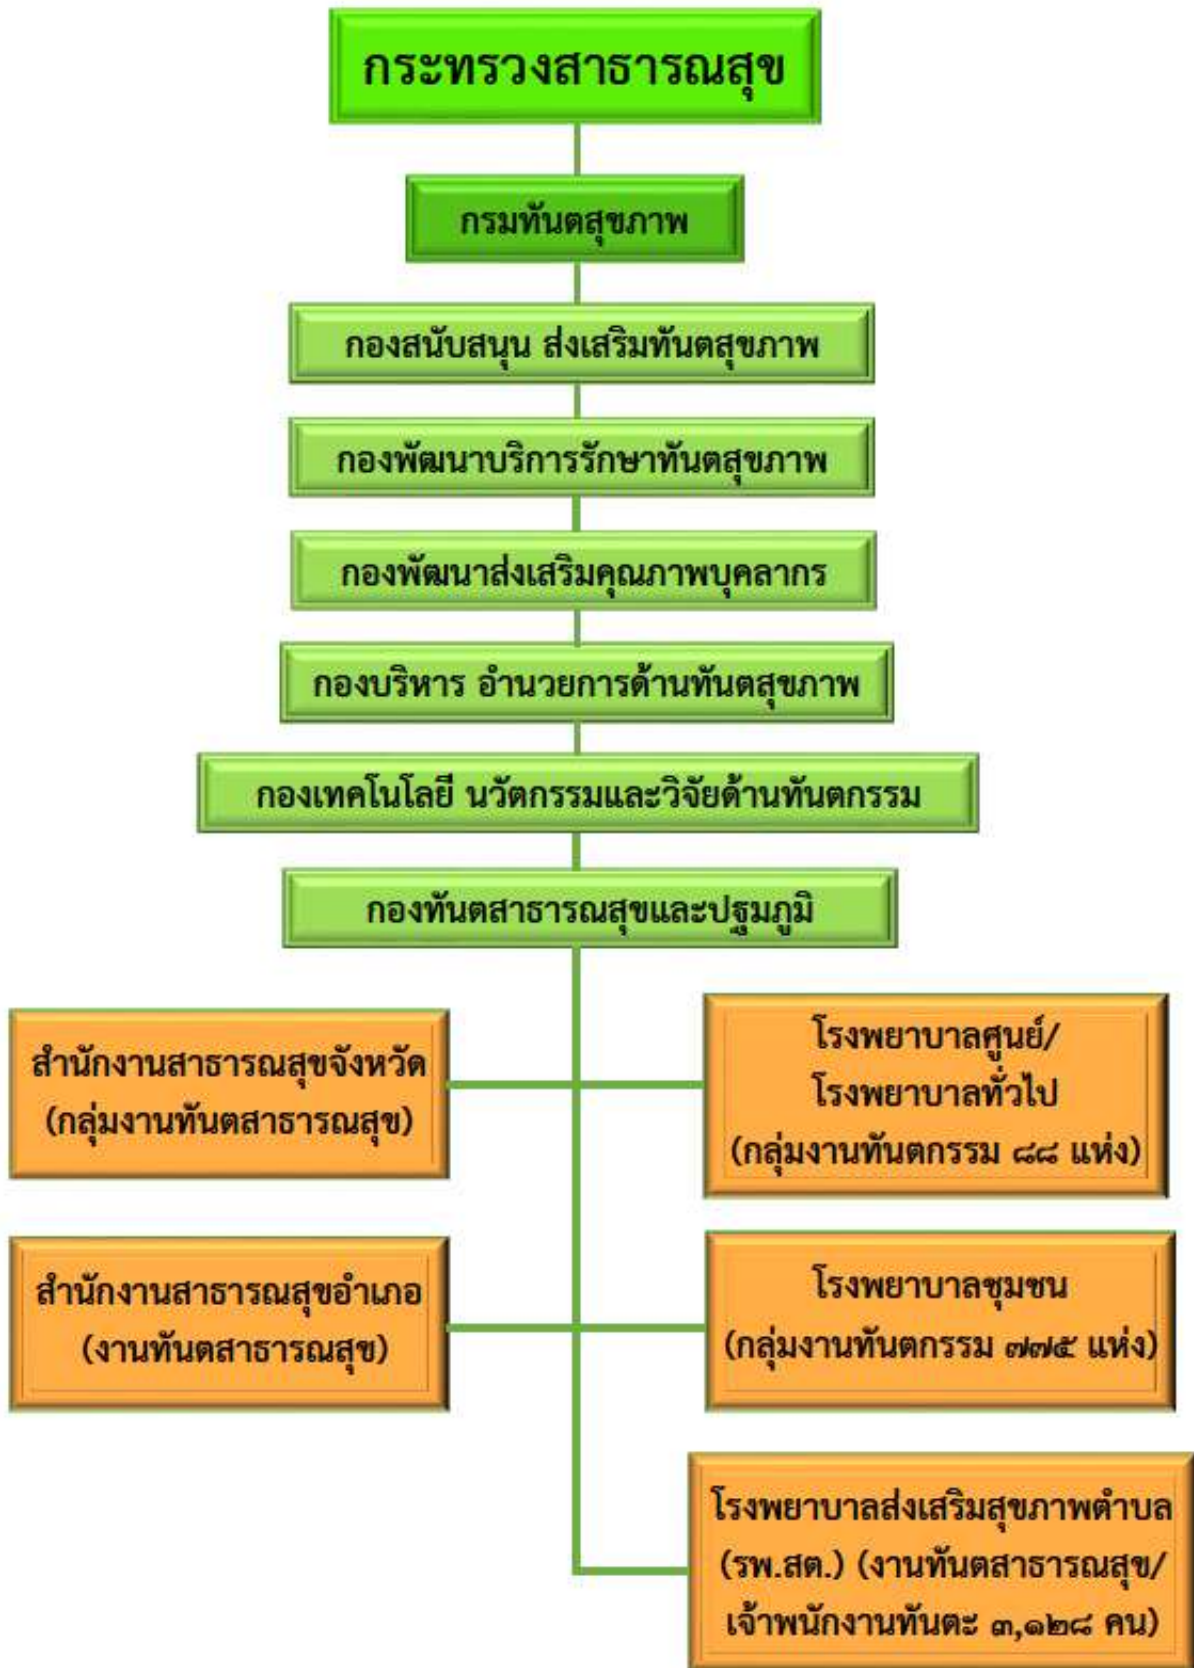 กระทรวงสาธารณสุข
กรมทันตสุขภาพ
กองสนับสนุน ส่งเสริมทันตสุขภาพ
กองพัฒนาบริการรักษาทันตสุขภาพ
กองพัฒนาส่งเสริมคุณภาพบุคลากร
กองบริหาร อำนวยการด้านทันตสุขภาพ
กองเทคโนโลยี นวัตกรรมและวิจัยด้านทันตกรรม
กองทันตสาธารณสุขและปฐมภูมิ
สำนักงานสาธารณสุขจังหวัด
(กลุ่มงานทันตสาธารณสุข)
โรงพยาบาลศูนย์/
โรงพยาบาลทั่วไป
(กลุ่มงานทันตกรรม ๘๘ แห่ง)
สำนักงานสาธารณสุขอำเภอ
(งานทันตสาธารณสุข)
โรงพยาบาลชุมชน
(กลุ่มงานทันตกรรม ๗๗๕ แห่ง)
โรงพยาบาลส่งเสริมสุขภาพตำบล
(รพ.สต.) (งานทันตสาธารณสุข/
เจ้าพนักงานทันตะ ๓,๑๒๘ คน)